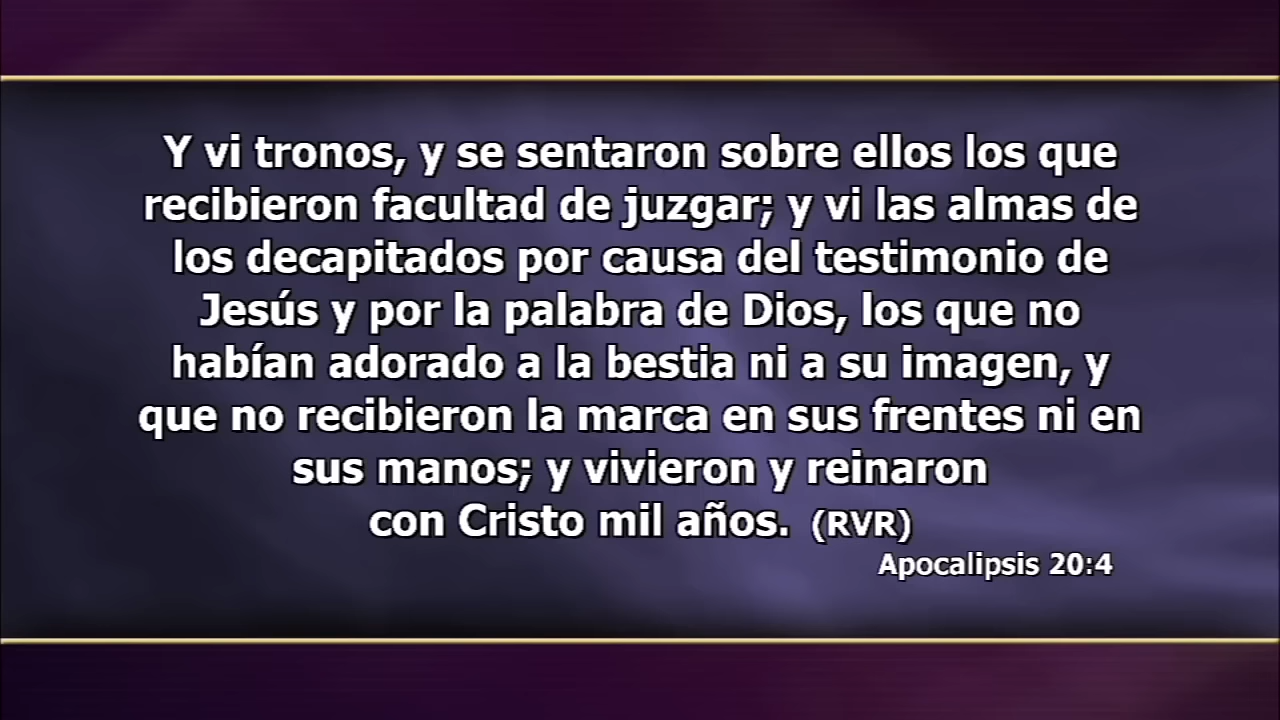 Y vi tronos, y se sentaron sobre ellos los que
recibieron facultad de juzgar; y vi las almas de
los decapitados por causa del testimonio de
Jesús y por la palabra de Dios, los que no
habían adorado a la bestia ni a su imagen, y
que no recibieron la marca en sus frentes ni en
sus manos; y vivieron y reinaron
con Cristo mil años. (RVR)
Apocalipsis 20:4